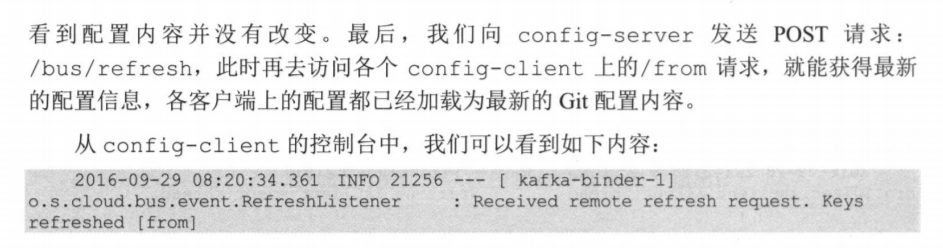 看到配置内容并没有改变。最后，我们向 config-server 发送 POST 请求：
/bus/refresh，此时再去访问各个 config-client 上的/from 请求，就能获得最新
的配置信息，各客户端上的配置都已经加载为最新的 Git 配置内容。
从 config-client 的控制台中，我们可以看到如下内容：
2016-09-29 08:20:34.361 INFO 21256 --- [ kafka-binder-1]
o.s.cloud.bus.event.RefreshListener : Received remote refresh request. Keys
refreshed [from]